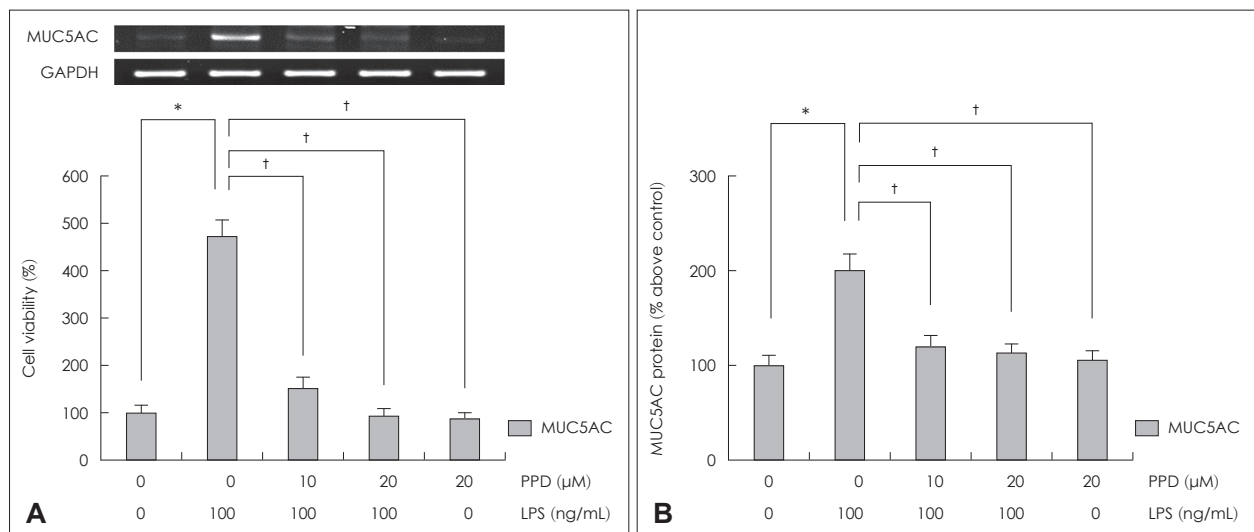 MUC5AC
GAPDH
*
†
†
†
600
500
400
300
200
100
0
Cell viability (%)
MUC5AC
0 0 10 20 20 PPD (µM)
0 100 100 100 0 LPS (ng/mL)
A
*
†
†
†
300
200
100
0
MUC5AC protein (% above control)
MUC5AC
0 0 10 20 20 PPD (µM)
0 100 100 100 0 LPS (ng/mL)
B